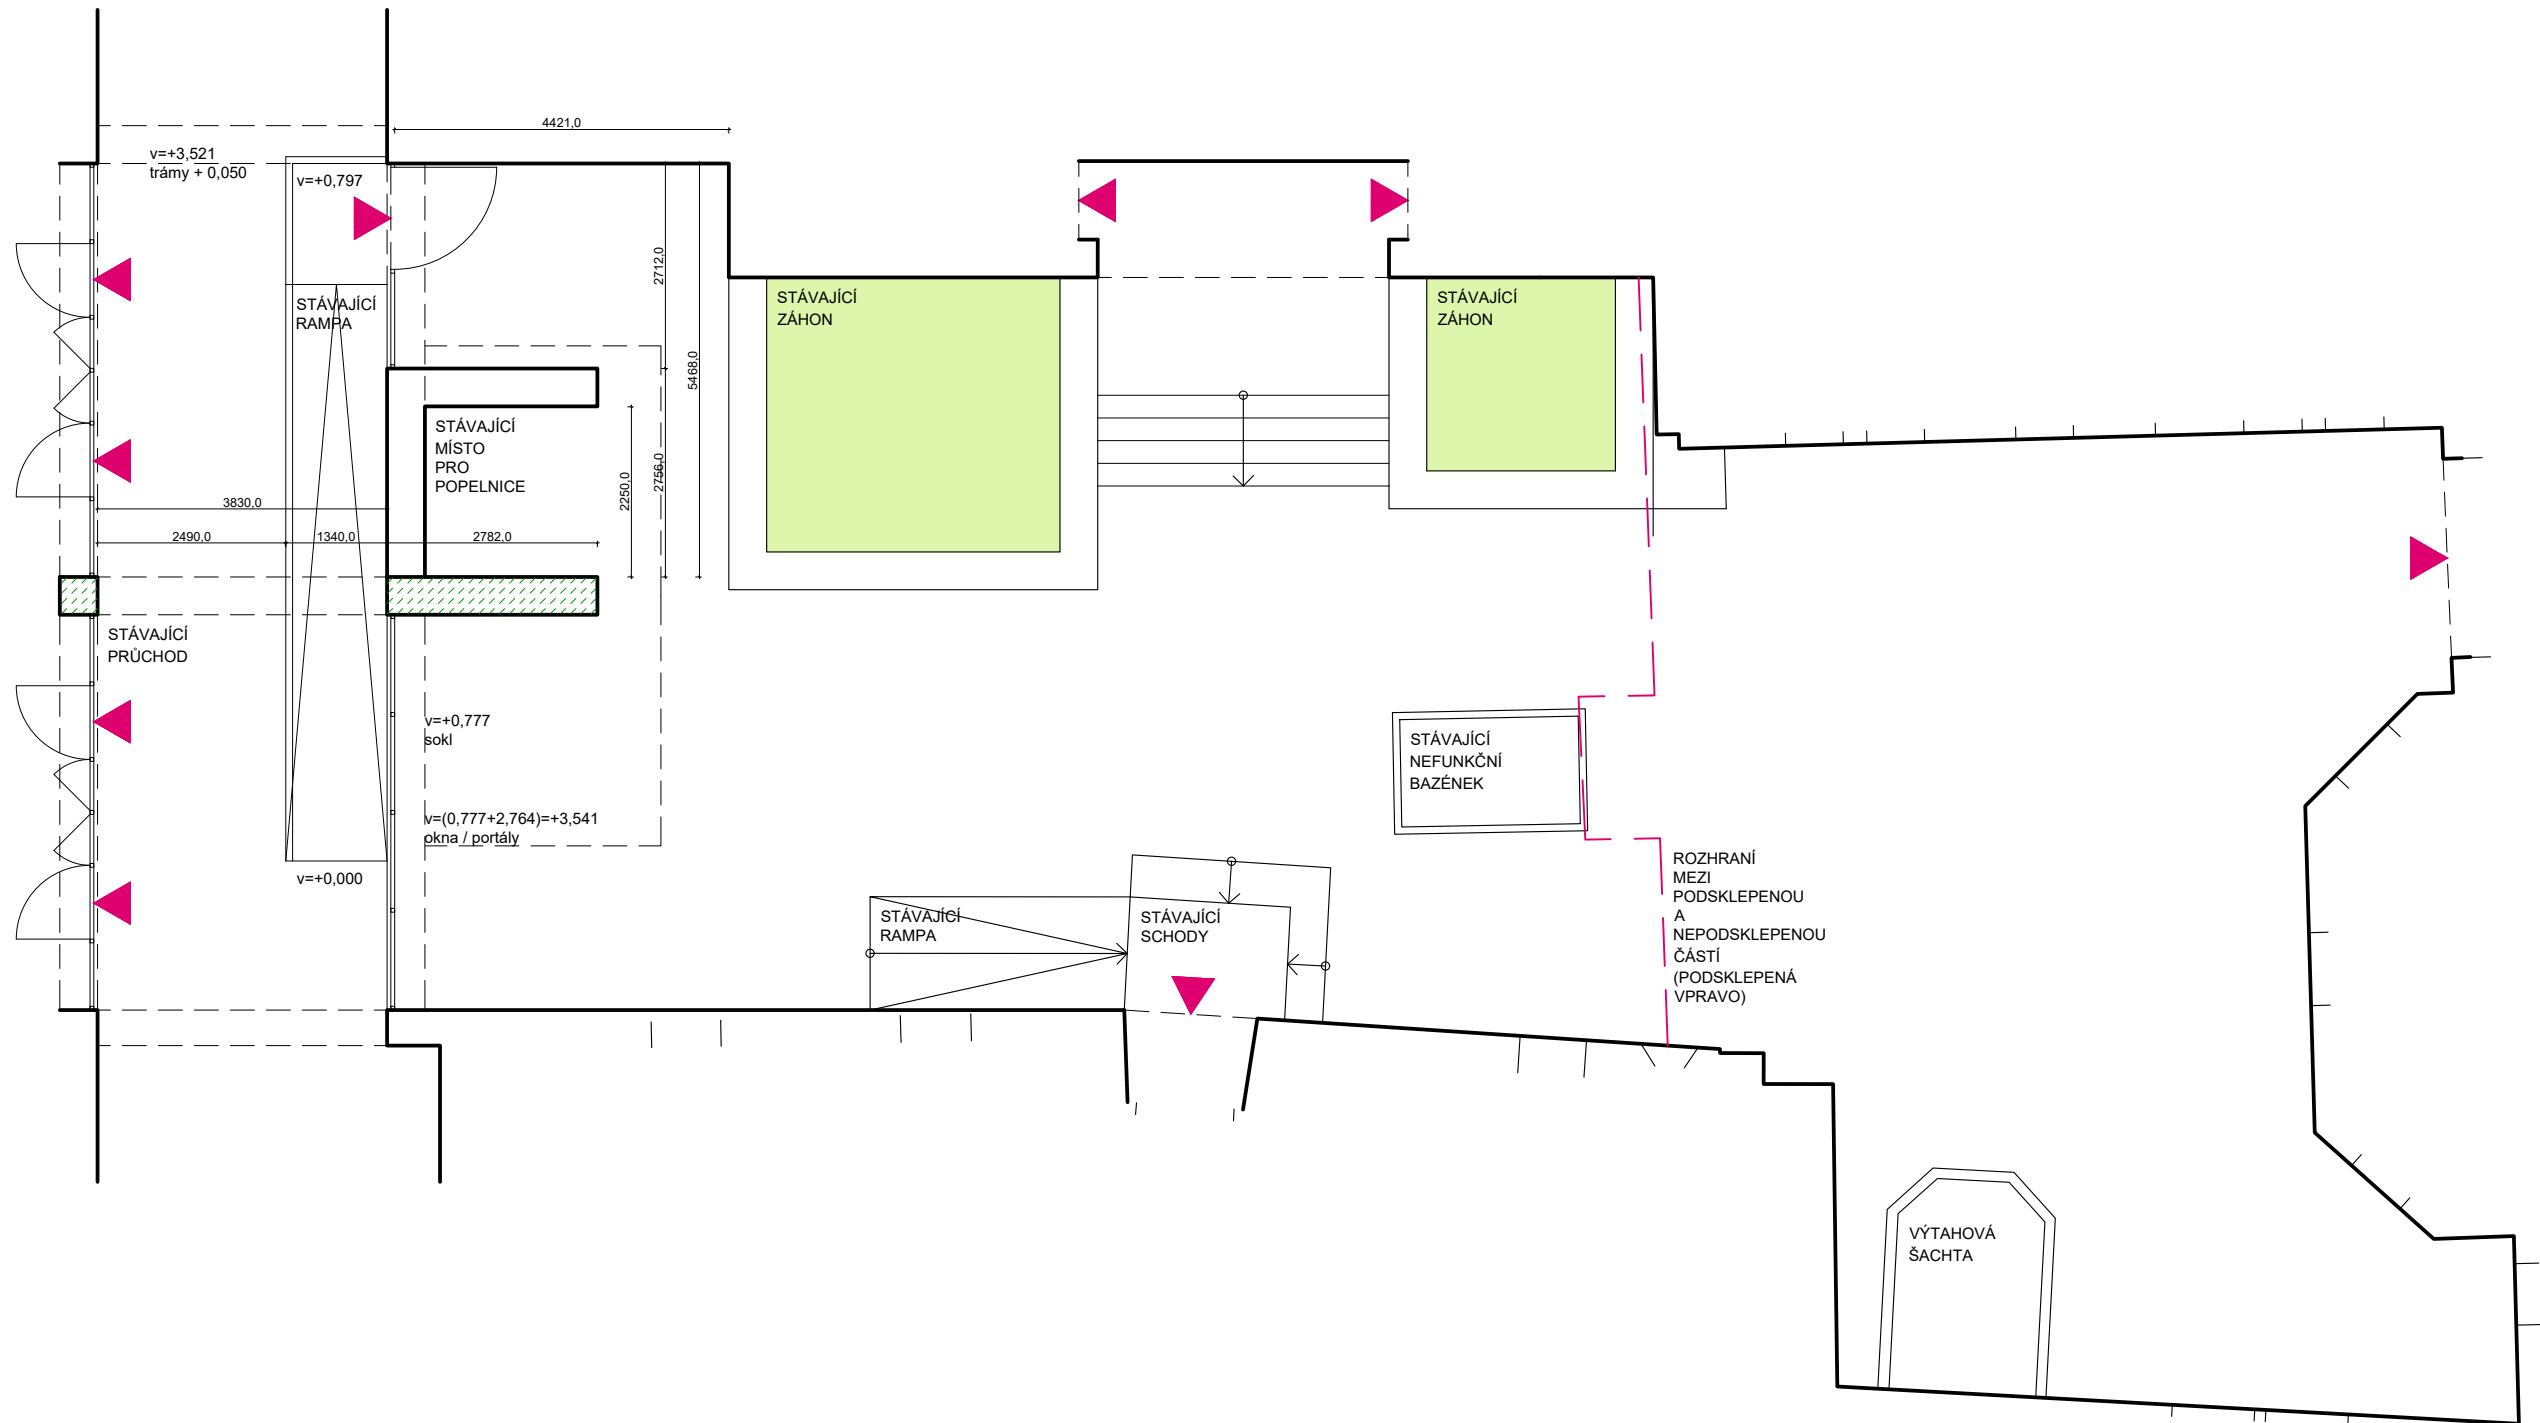 4421,0
v=+3,521
trámy + 0,050
v=+0,797
2712,0
STÁVAJÍCÍ
RAMPA
STÁVAJÍCÍ
ZÁHON
STÁVAJÍCÍ
ZÁHON
5468,0
STÁVAJÍCÍ
MÍSTO
PRO
POPELNICE
2250,0
2756,0
3830,0
2490,0
1340,0
2782,0
STÁVAJÍCÍ
PRŮCHOD
v=+0,777
sokl
v=(0,777+2,764)=+3,541
okna / portály
v=+0,000
STÁVAJÍCÍ
NEFUNKČNÍ
BAZÉNEK
STÁVAJÍCÍ
RAMPA
STÁVAJÍCÍ
SCHODY
ROZHRANÍ
MEZI
PODSKLEPENOU
A
NEPODSKLEPENOU
ČÁSTÍ
(PODSKLEPENÁ
VPRAVO)
VÝTAHOVÁ
ŠACHTA